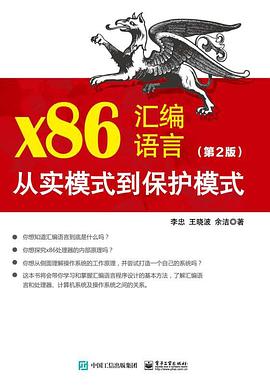 x86
汇编
语言
(第2版)
从实模式到保护模式
李忠 王晓波 余洁◎著
● 你想知道汇编语言到底是什么吗？
● 你想探究x86处理器的内部原理吗？
● 你想从侧面理解操作系统的工作原理，并尝试打造一个自己的系统吗？
● 这本书将会带你学习和掌握汇编语言程序设计的基本方法，了解汇编语
言和处理器、计算机系统及操作系统之间的关系。
中国工信出版集团
电子工业出版社